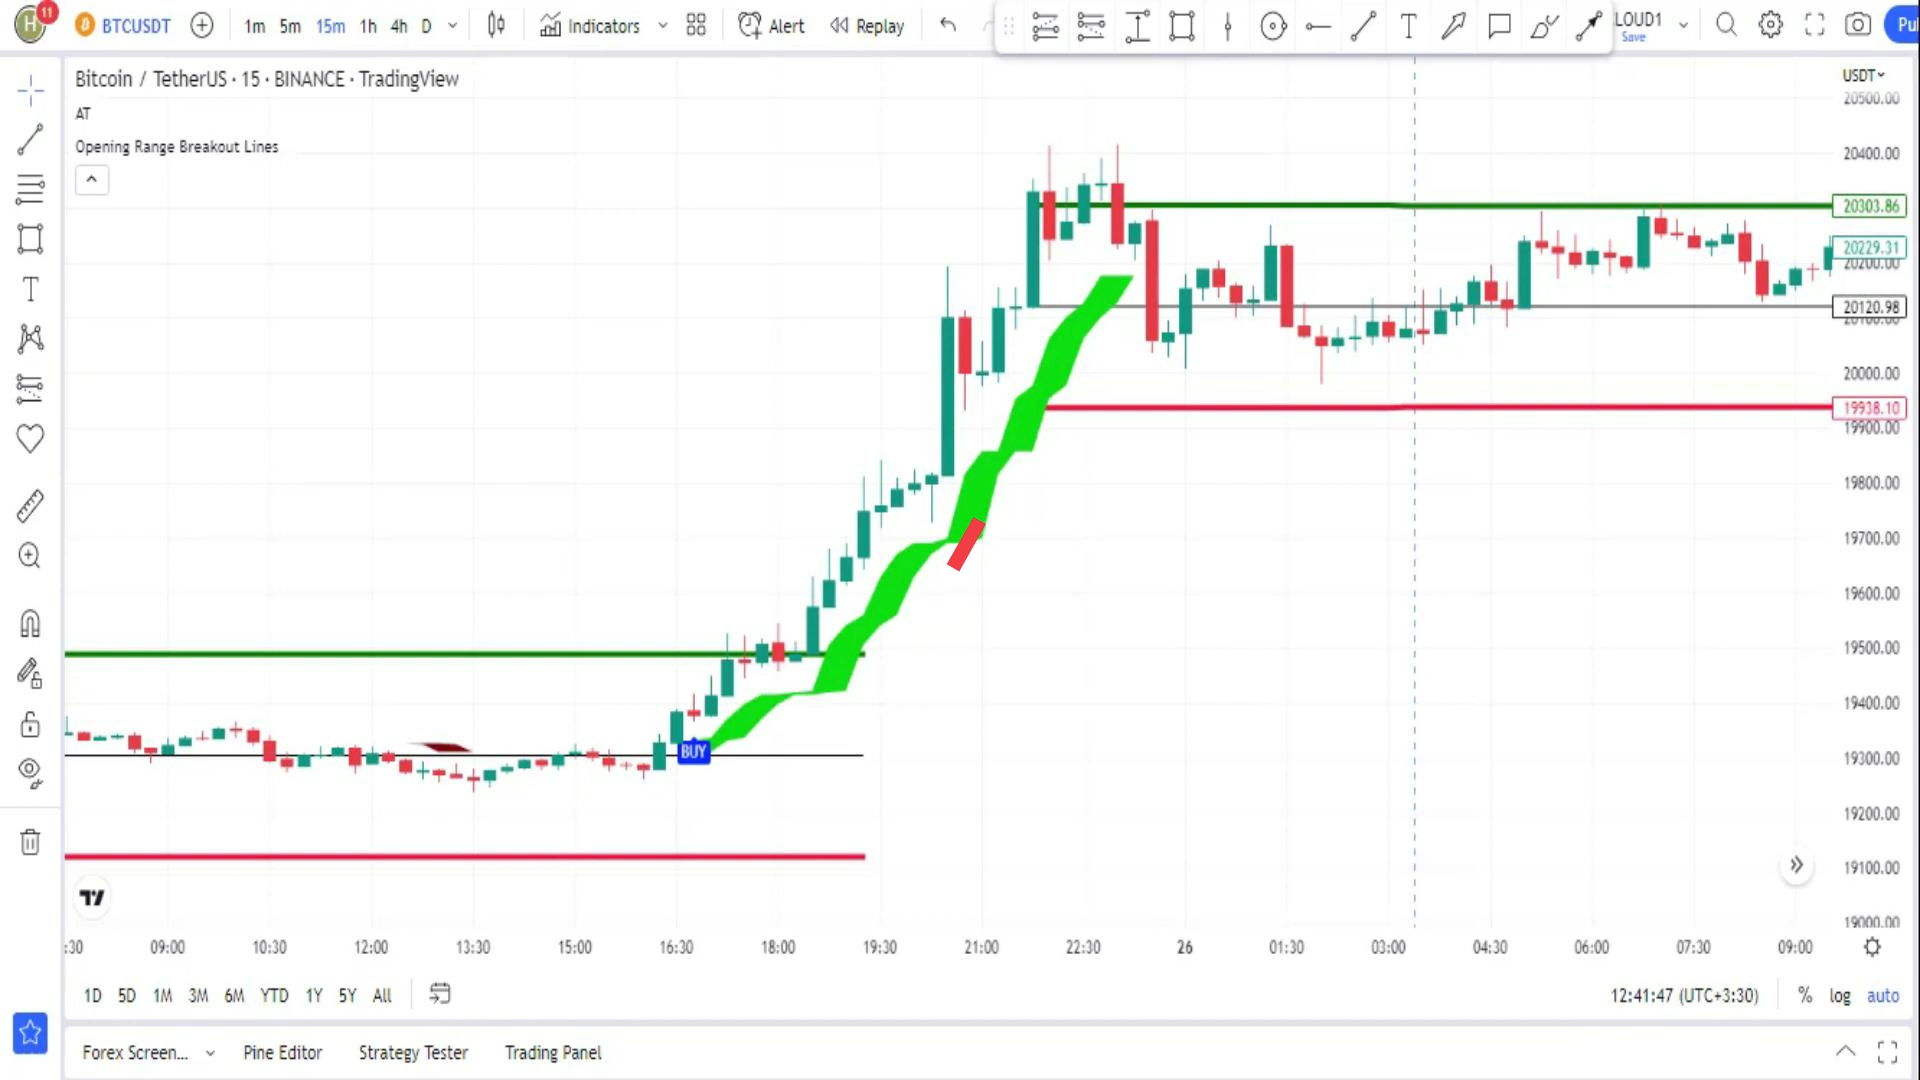 H 11 BTCUSDT 1m 5m 15m 1h 4h D Indicators Alert Replay T LOUD1 Save Pu
Bitcoin / TetherUS · 15 · BINANCE · TradingView
USDT
AT
Opening Range Breakout Lines
T
20500.00
20400.00
20303.86
20229.31
20200.00
20120.98
20100.00
20000.00
19938.10
19900.00
19800.00
19700.00
19600.00
19500.00
19400.00
19300.00
19200.00
19100.00
19000.00
BUY
:30 09:00 10:30 12:00 13:30 15:00 16:30 18:00 19:30 21:00 22:30 26 01:30 03:00 04:30 06:00 07:30 09:00
1D 5D 1M 3M 6M YTD 1Y 5Y All 12:41:47 (UTC+3:30) % log auto
Forex Screen... Pine Editor Strategy Tester Trading Panel